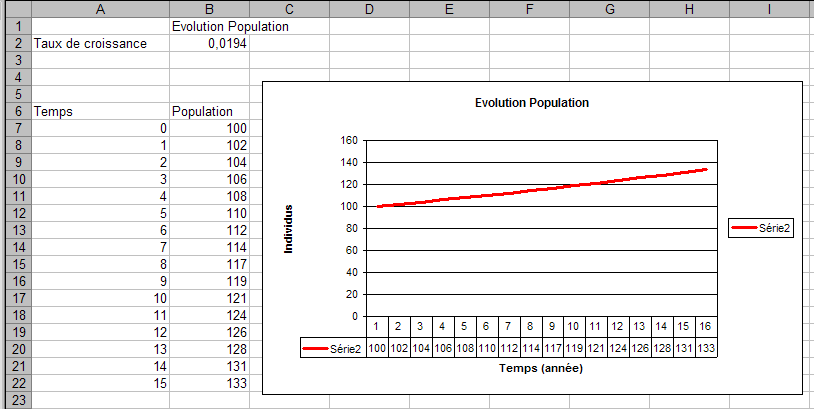 A B C D E F G H I
1 Evolution Population
2 Taux de croissance 0,0194
3
4
5
6 Temps Population
7 0 100
8 1 102
9 2 104
10 3 106
11 4 108
12 5 110
13 6 112
14 7 114
15 8 117
16 9 119
17 10 121
18 11 124
19 12 126
20 13 128
21 14 131
22 15 133
23
Evolution Population
160
140
120
100
80
60
40
20
0
Individus
Série2
1 2 3 4 5 6 7 8 9 10 11 12 13 14 15 16
Série2 100 102 104 106 108 110 112 114 117 119 121 124 126 128 131 133
Temps (année)